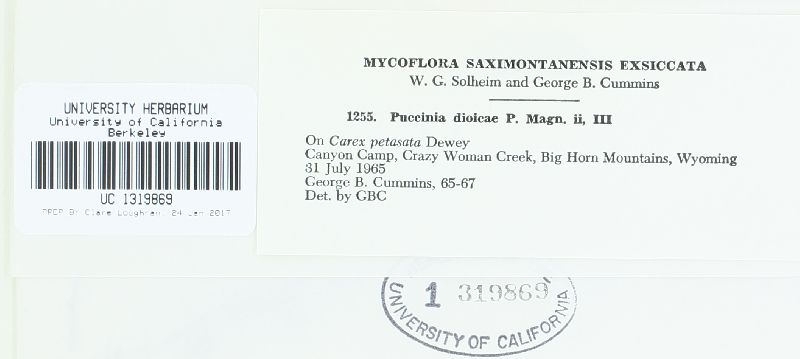 MYCOFLORA SAXIMONTANENSIS EXSICCATA
W. G. Solheim and George B. Cummins
1255. Puccinia dioicae P. Magn. ii, III
On Carex petasata Dewey
Canyon Camp, Crazy Woman Creek, Big Horn Mountains, Wyoming
31 July 1965
George B. Cummins, 65-67
Det. by GBC
UNIVERSITY HERBARIUM
University of California
Berkeley
UC 1319869
PREP BY Clare Loughran, 24 Jan 2017
1 319869
UNIVERSITY OF CALIFORNIA